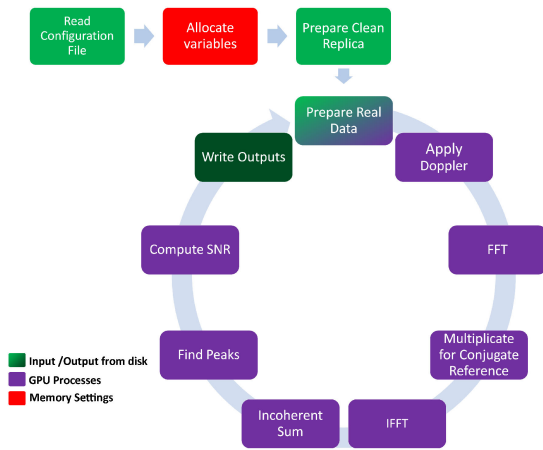 Read
Configuration
File
Allocate
variables
Prepare Clean
Replica
Prepare Real
Data
Apply
Doppler
FFT
Multiplicate
for Conjugate
Reference
IFFT
Incoherent
Sum
Find Peaks
Compute SNR
Write Outputs
Input /Output from disk
GPU Processes
Memory Settings